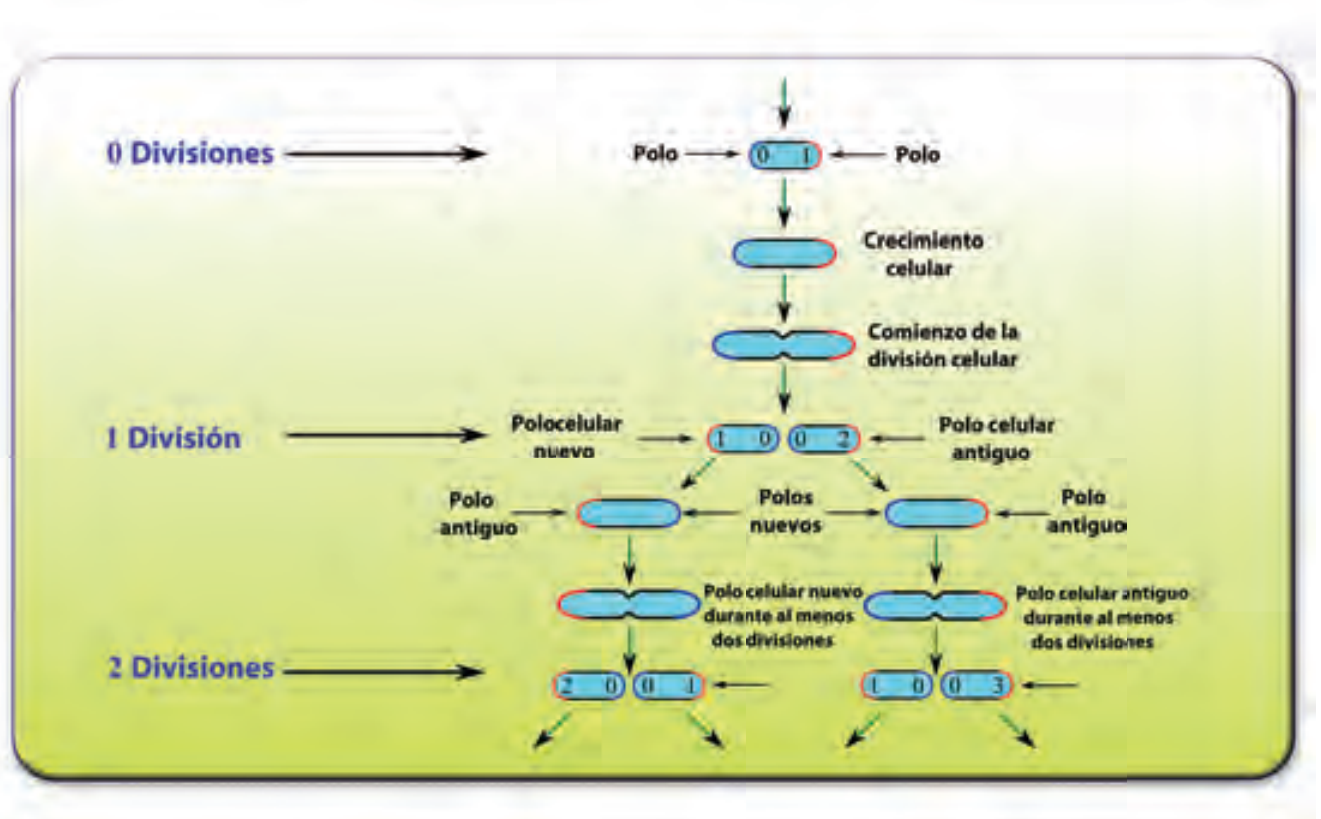 0 Divisiones
Polo
0 1
Polo
Crecimiento
celular
Comienzo de la
división celular
1 División
Polocelular
nuevo
1 0 0 2
Polo celular
antiguo
Polo
antiguo
Polos
nuevos
Polo
antiguo
Polo celular nuevo
durante al menos
dos divisiones
Polo celular antiguo
durante al menos
dos divisiones
2 Divisiones
2 0 0 1
1 0 0 3